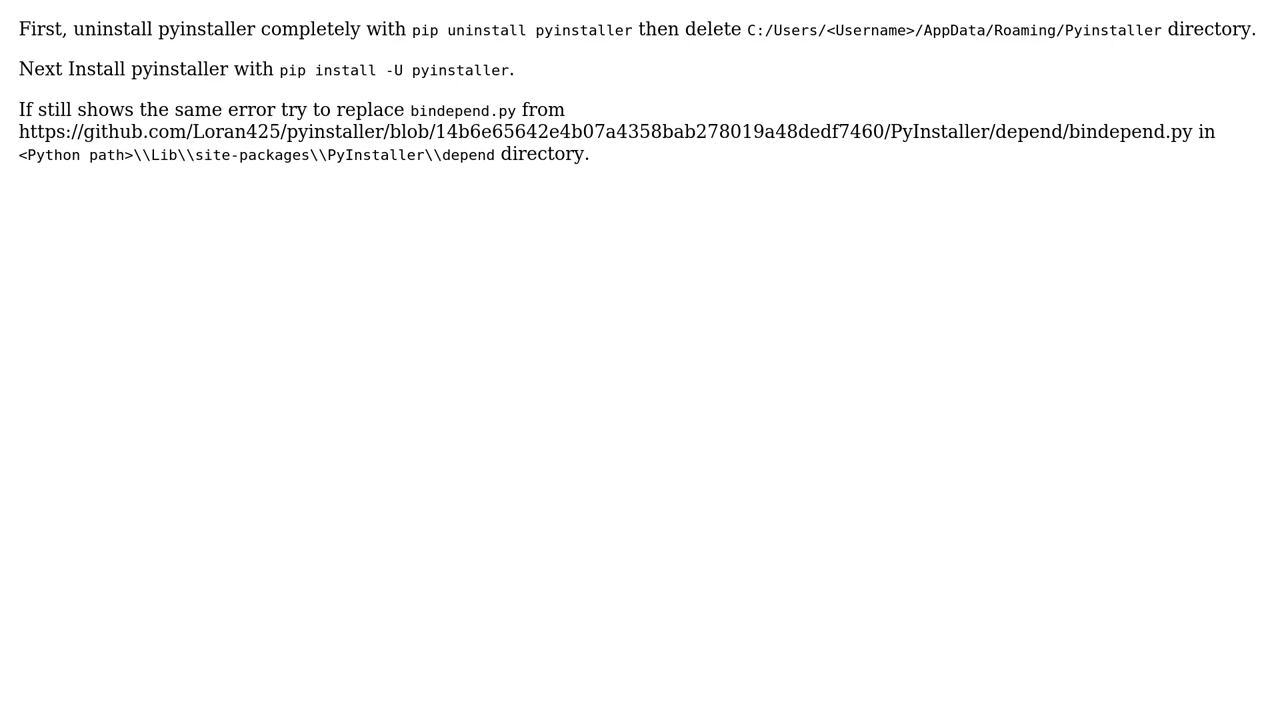 First, uninstall pyinstaller completely with pip uninstall pyinstaller then delete C:/Users/<Username>/AppData/Roaming/Pyinstaller directory.
Next Install pyinstaller with pip install -U pyinstaller.
If still shows the same error try to replace bindepend.py from
https://github.com/Loran425/pyinstaller/blob/14b6e65642e4b07a4358bab278019a48dedf7460/PyInstaller/depend/bindepend.py in
<Python path>\\Lib\\site-packages\\PyInstaller\\depend directory.